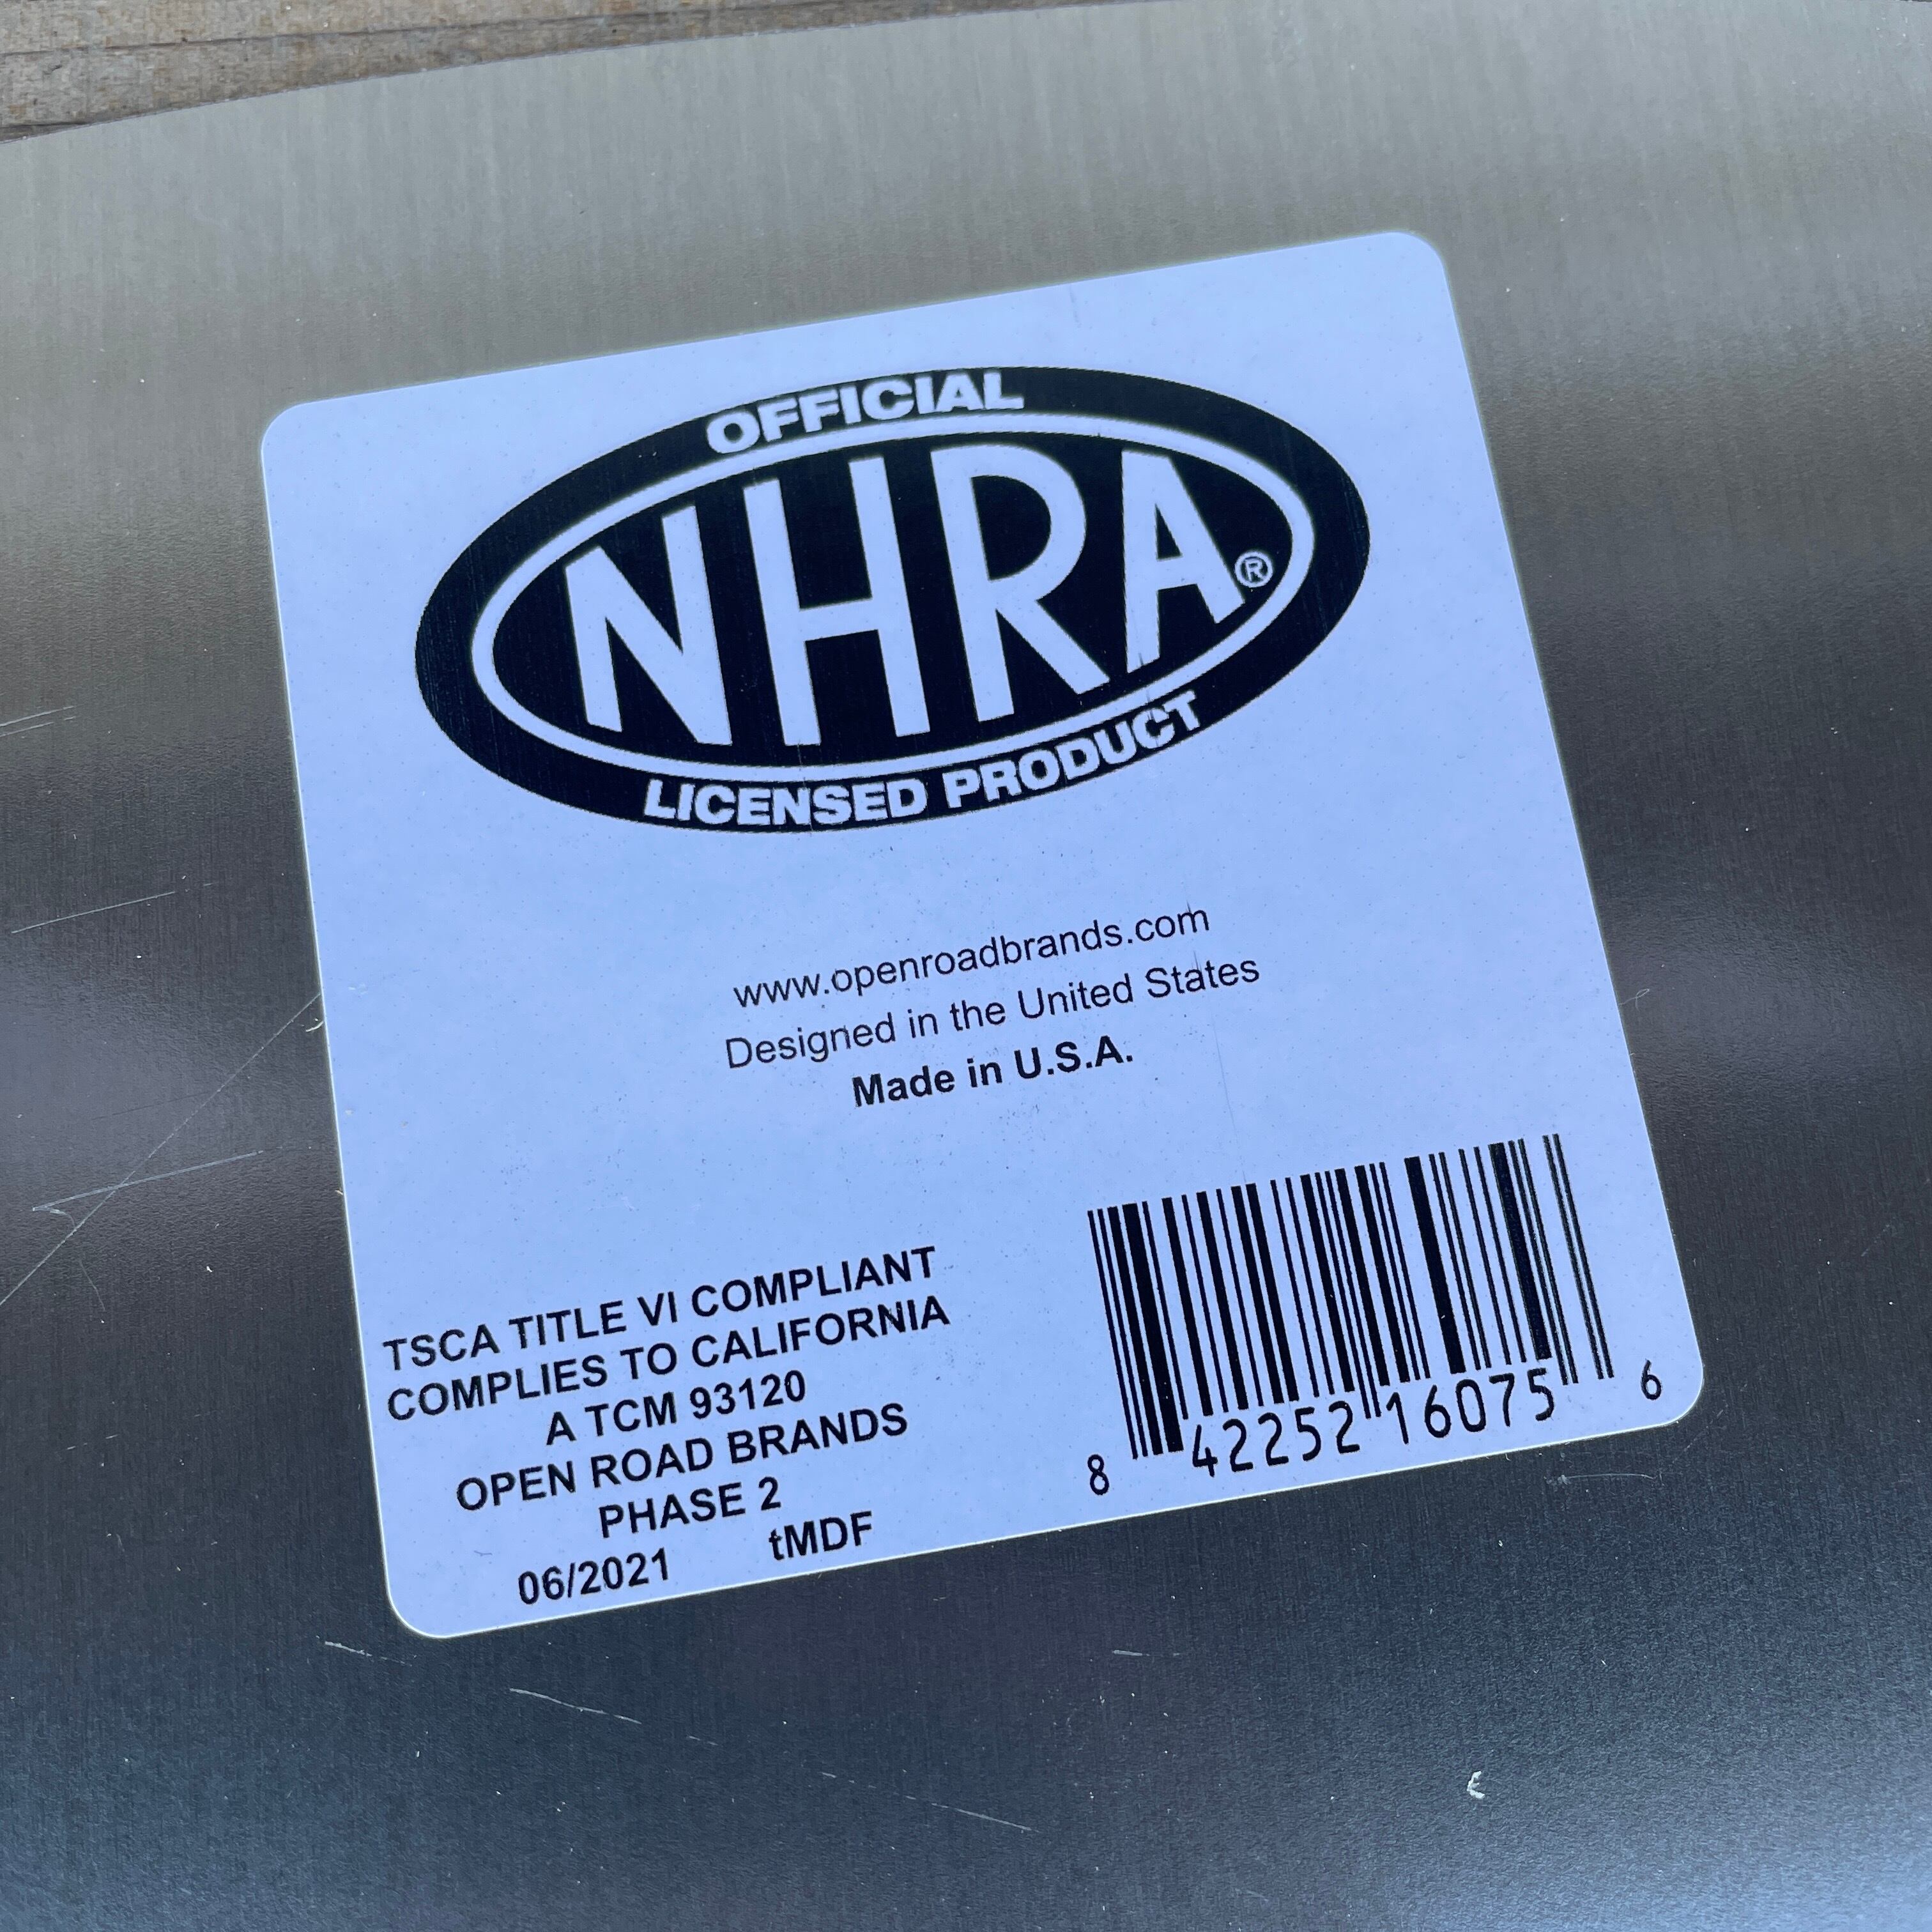 OFFICIAL
NHRA®
LICENSED PRODUCT
www.openroadbrands.com
Designed in the United States
Made in U.S.A.
TSCA TITLE VI COMPLIANT
COMPLIES TO CALIFORNIA
A TCM 93120
OPEN ROAD BRANDS
PHASE 2
06/2021 tMDF
8 42252 16075 6